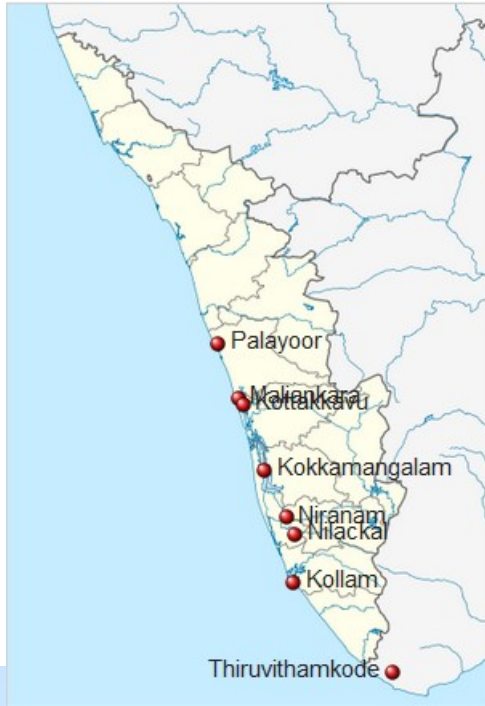 Palayoor
Maliankara
Kottakkavu
Kokkamangalam
Niranam
Nilackal
Kollam
Thiruvithamkode